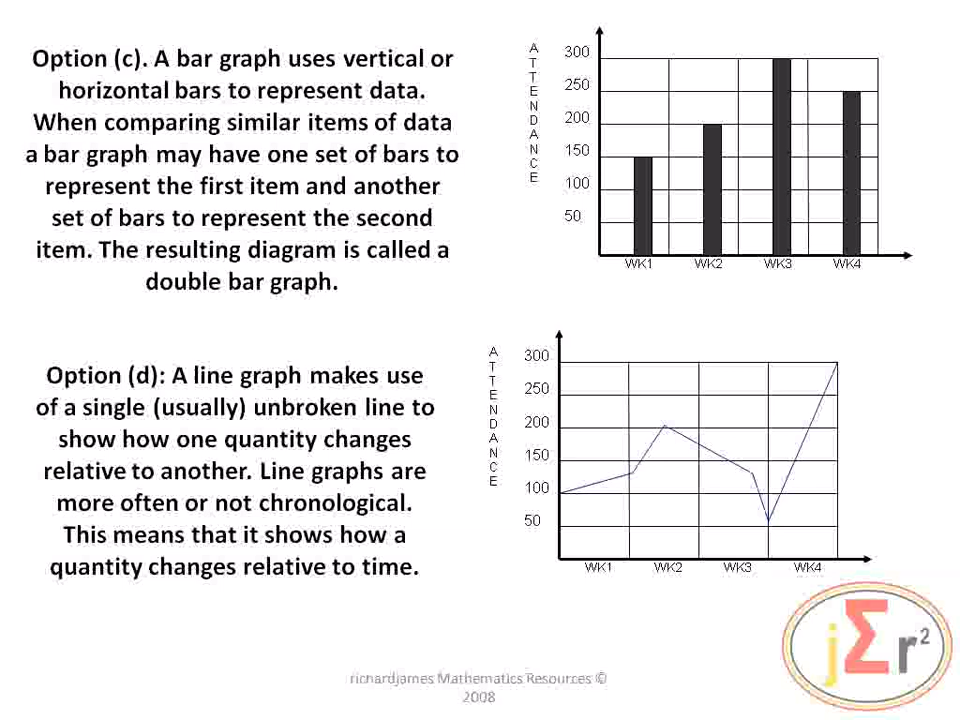 Option (c). A bar graph uses vertical or
horizontal bars to represent data.
When comparing similar items of data
a bar graph may have one set of bars to
represent the first item and another
set of bars to represent the second
item. The resulting diagram is called a
double bar graph.
ATTENDANCE
300
250
200
150
100
50
WK1 WK2 WK3 WK4
Option (d): A line graph makes use
of a single (usually) unbroken line to
show how one quantity changes
relative to another. Line graphs are
more often or not chronological.
This means that it shows how a
quantity changes relative to time.
ATTENDANCE
300
250
200
150
100
50
WK1 WK2 WK3 WK4
jΣr²
richardjames Mathematics Resources ©
2008